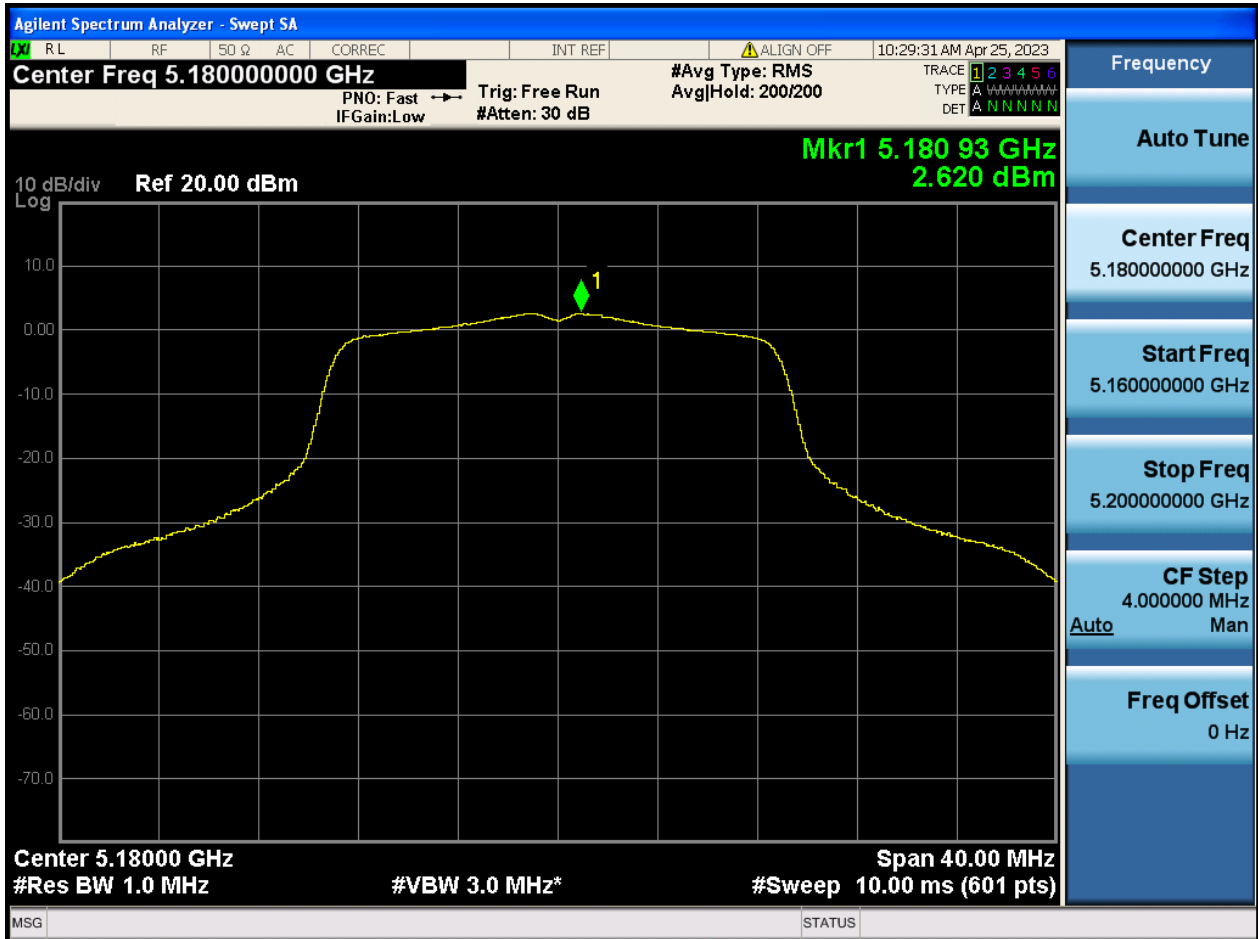 Agilent Spectrum Analyzer - Swept SA
LXI RL RF 50 Ω AC CORREC INT REF ALIGN OFF 10:29:31 AM Apr 25, 2023
Center Freq 5.180000000 GHz
PNO: Fast
IFGain:Low
Trig: Free Run
#Atten: 30 dB
#Avg Type: RMS
Avg|Hold: 200/200
TRACE 1 2 3 4 5 6
TYPE A WWWWWW
DET A N N N N N
Mkr1 5.180 93 GHz
2.620 dBm
10 dB/div Ref 20.00 dBm
Log
10.0
0.00
-10.0
-20.0
-30.0
-40.0
-50.0
-60.0
-70.0
1
Center 5.18000 GHz Span 40.00 MHz
#Res BW 1.0 MHz #VBW 3.0 MHz* #Sweep 10.00 ms (601 pts)
MSG STATUS
Frequency
Auto Tune
Center Freq
5.180000000 GHz
Start Freq
5.160000000 GHz
Stop Freq
5.200000000 GHz
CF Step
4.000000 MHz
Auto Man
Freq Offset
0 Hz